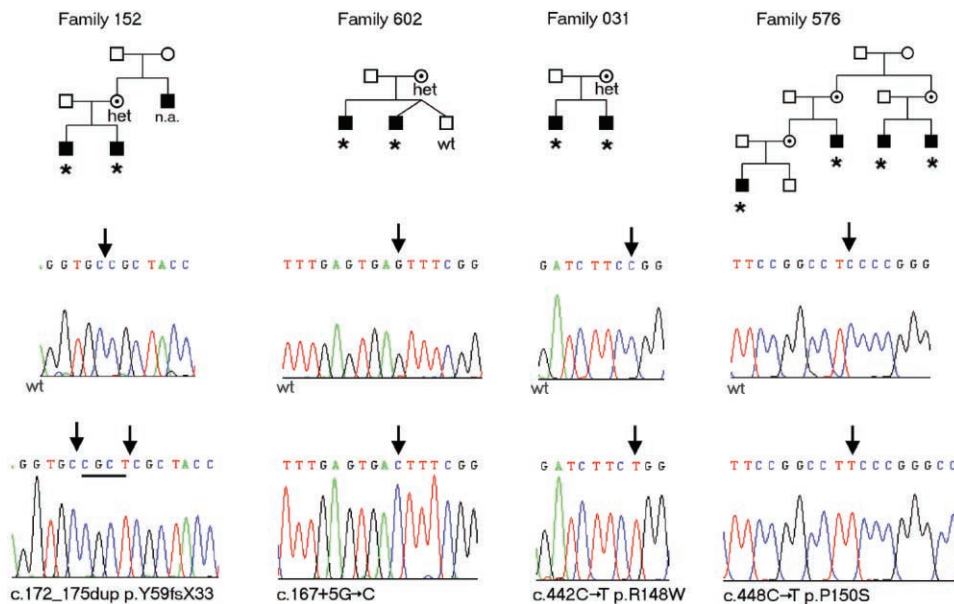 Family 152 Family 602 Family 031 Family 576
het n.a.
* *
het
* * wt
het
* *
* * *
*
.GGTGCCGCTACC TTTGAGTGAGTTTCGG GATCTTCCGG TTCCGGCCTCCCCGGG
wt wt wt wt
.GGTGCCGCTCGCTACC TTTGAGTGACTTTCGG GATCTTCTGG TTCCGGCCTTCCCGGGCC
c.172_175dup p.Y59fsX33 c.167+5G→C c.442C→T p.R148W c.448C→T p.P150S